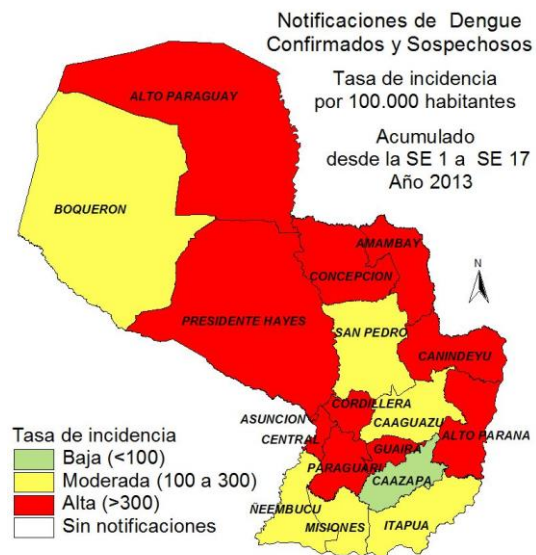 Notificaciones de Dengue
Confirmados y Sospechosos
Tasa de incidencia
por 100.000 habitantes
Acumulado
desde la SE 1 a SE 17
Año 2013
ALTO PARAGUAY
BOQUERON
AMAMBAY
CONCEPCION
N
PRESIDENTE HAYES
SAN PEDRO
CANINDEYU
CORDILLERA
ASUNCION
CAAGUAZU
CENTRAL
ALTO PARANA
GUAIRA
PARAGUARI
CAAZAPA
ÑEEMBUCU
MISIONES
ITAPUA
Tasa de incidencia
Baja (<100)
Moderada (100 a 300)
Alta (>300)
Sin notificaciones